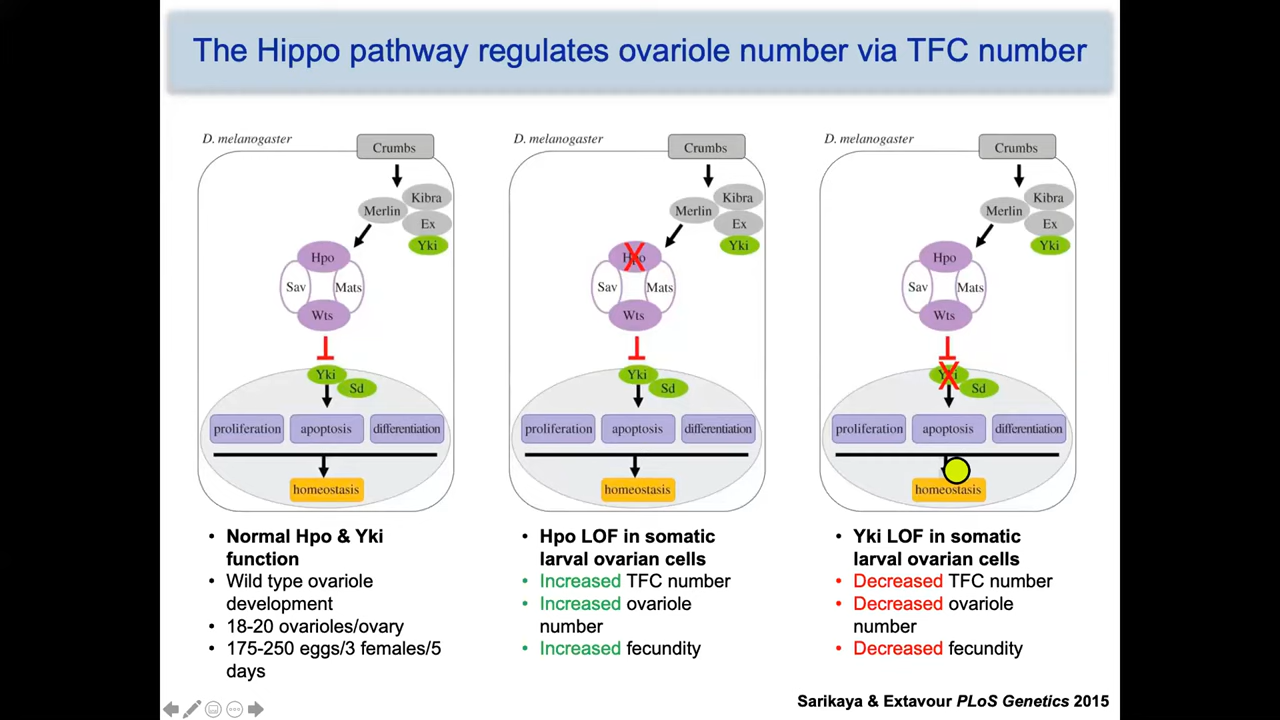 The Hippo pathway regulates ovariole number via TFC number
D. melanogaster
Crumbs
Kibra
Merlin
Ex
Yki
Hpo
Sav
Mats
Wts
Yki
Sd
proliferation
apoptosis
differentiation
homeostasis
• Normal Hpo & Yki
function
• Wild type ovariole
development
• 18-20 ovarioles/ovary
• 175-250 eggs/3 females/5
days
D. melanogaster
Crumbs
Kibra
Merlin
Ex
Yki
Hpo
Sav
Mats
Wts
Yki
Sd
proliferation
apoptosis
differentiation
homeostasis
• Hpo LOF in somatic
larval ovarian cells
• Increased TFC number
• Increased ovariole
number
• Increased fecundity
D. melanogaster
Crumbs
Kibra
Merlin
Ex
Yki
Hpo
Sav
Mats
Wts
Yki
Sd
proliferation
apoptosis
differentiation
homeostasis
• Yki LOF in somatic
larval ovarian cells
• Decreased TFC number
• Decreased ovariole
number
• Decreased fecundity
Sarikaya & Extavour PLoS Genetics 2015